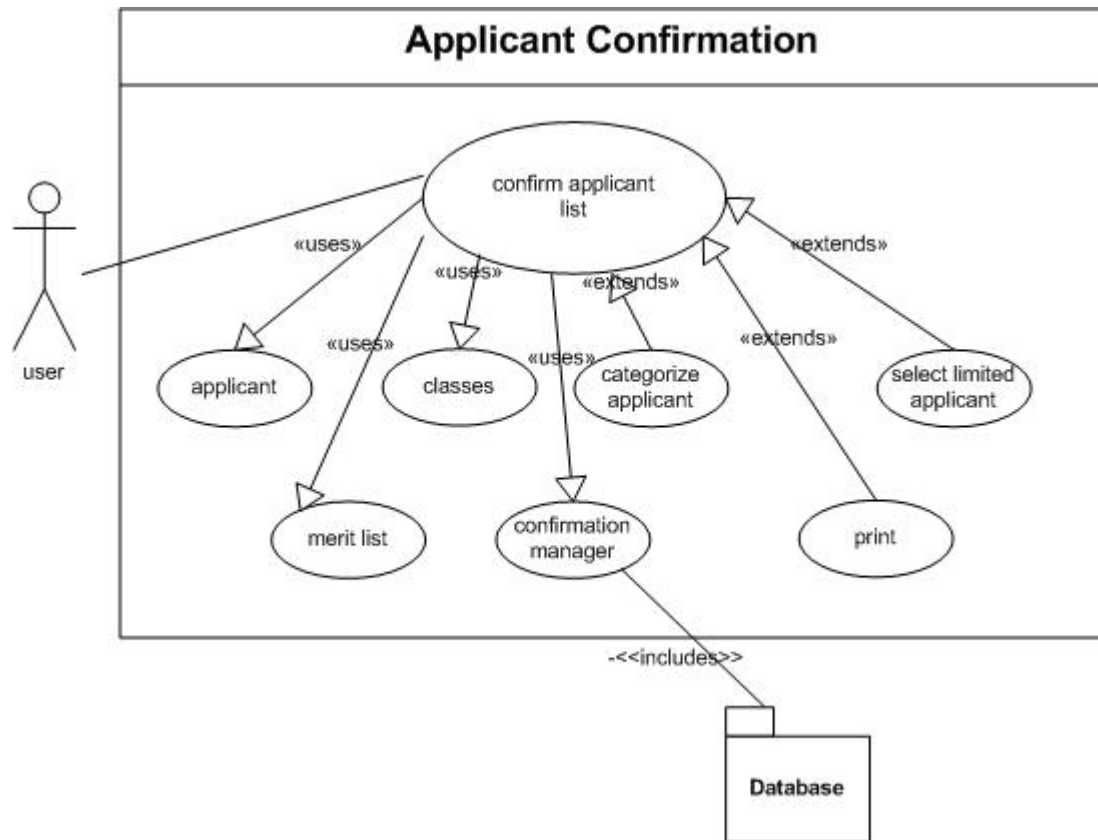 Applicant Confirmation
confirm applicant
list
«uses»
«extends»
«uses»
«extends»
«uses»
«uses»
«extends»
user
applicant
classes
categorize
applicant
select limited
applicant
merit list
confirmation
manager
print
-<<includes>>
Database